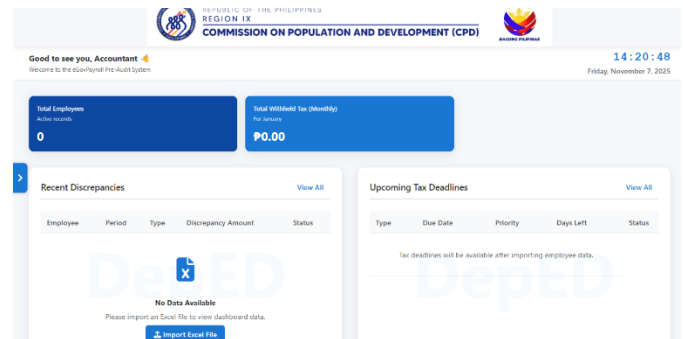 REPUBLIC OF THE PHILIPPINES
REGION IX
COMMISSION ON POPULATION AND DEVELOPMENT (CPD)
BAGONG PILIPINAS
Good to see you, Accountant
Welcome to the eGovPayroll Pre-Audit System
14:20:48
Friday, November 7, 2025
Total Employees
Active records
0
Total Withheld Tax (Monthly)
For January
₱0.00
Recent Discrepancies View All
Employee Period Type Discrepancy Amount Status
DepED
No Data Available
Please import an Excel file to view dashboard data.
Import Excel File
Upcoming Tax Deadlines View All
Type Due Date Priority Days Left Status
Tax deadlines will be available after importing employee data.
DepED